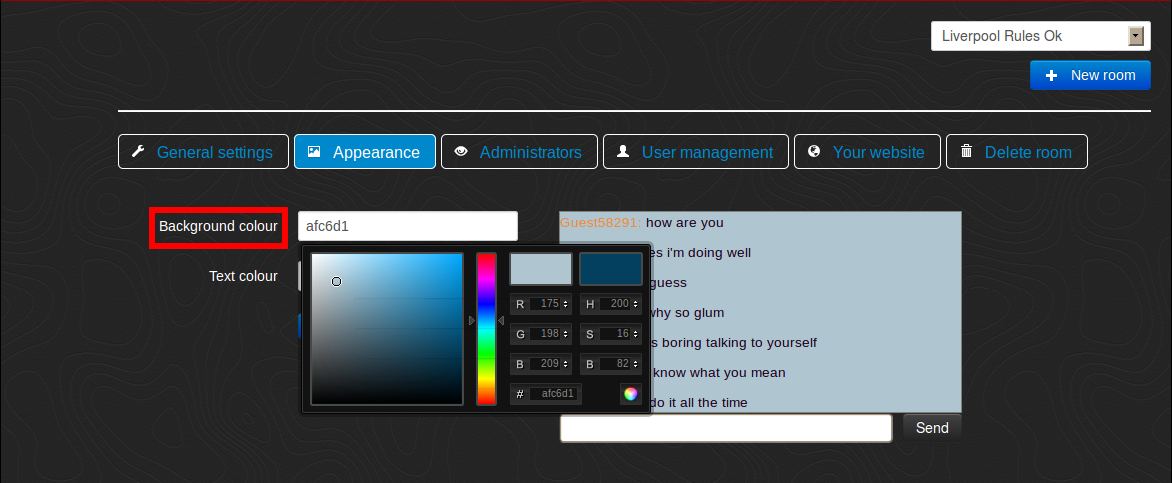 Liverpool Rules Ok
New room
General settings
Appearance
Administrators
User management
Your website
Delete room
Background colour
afc6d1
Text colour
R 175 H 200
G 198 S 16
B 209 B 82
# afc6d1
Guest58291: how are you
es i'm doing well
guess
why so glum
s boring talking to yourself
know what you mean
do it all the time
Send